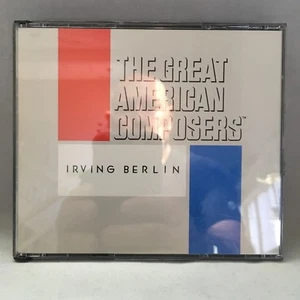 THE GREAT
AMERICAN
COMPOSERS™
IRVING BERLIN